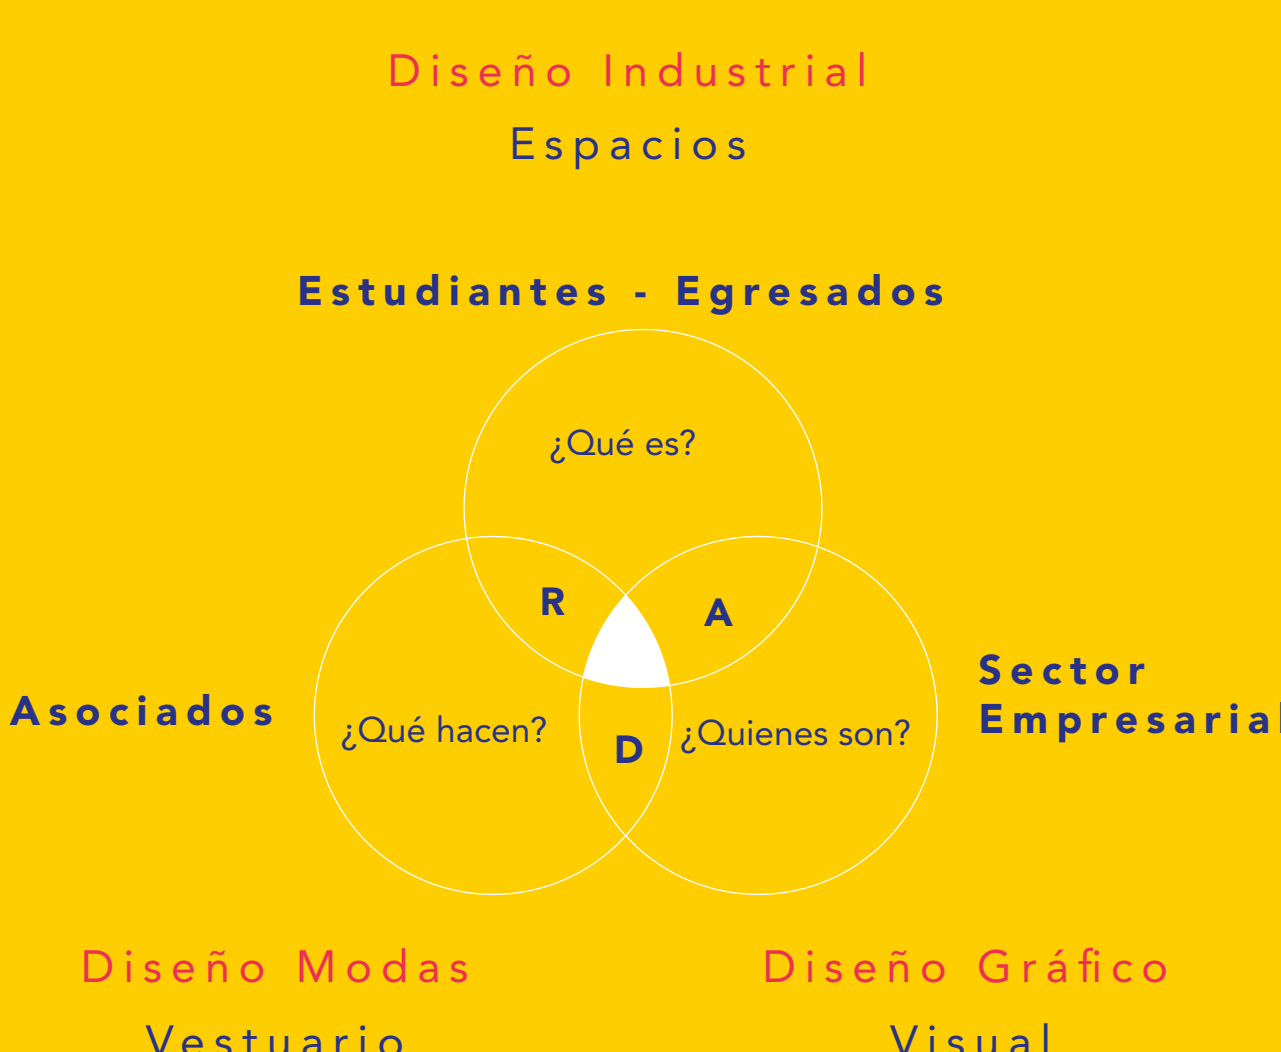 Diseño Industrial
Espacios
Estudiantes - Egresados
¿Qué es?
R
A
Asociados
¿Qué hacen?
D
¿Quienes son?
Sector
Empresarial
Diseño Modas
Vestuario
Diseño Gráfico
Visual